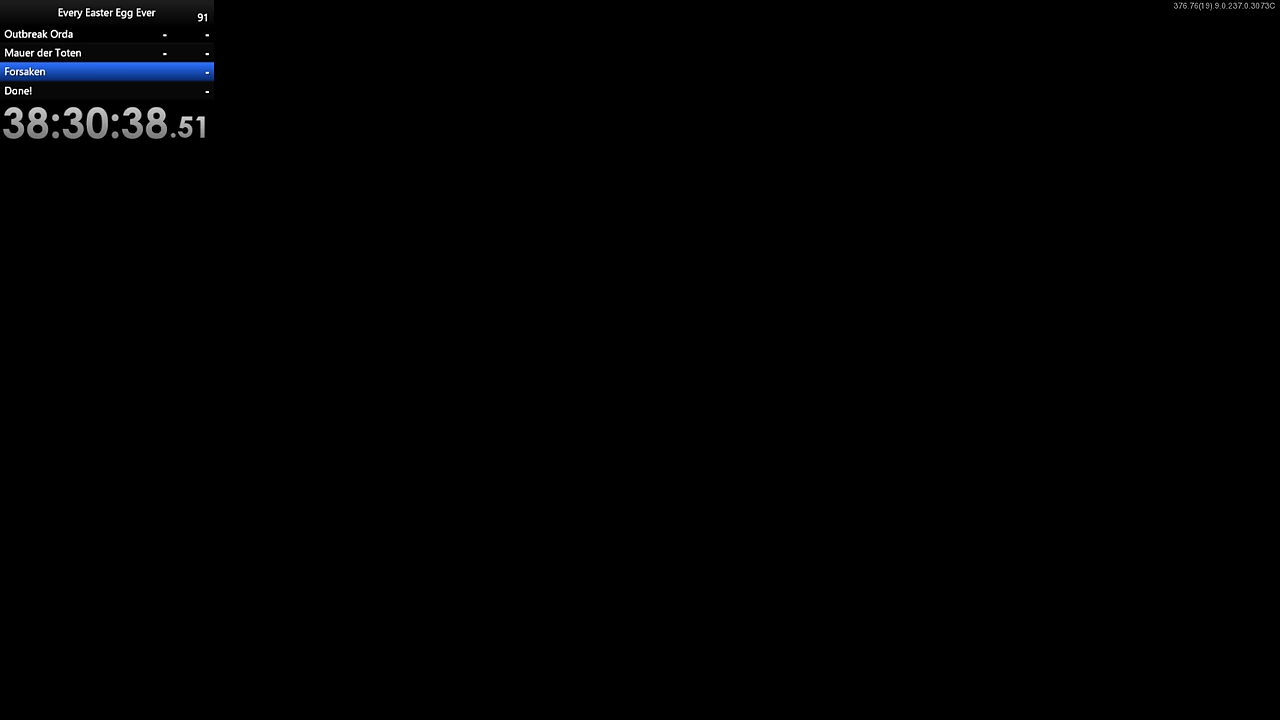 Every Easter Egg Ever
91
Outbreak Orda - -
Mauer der Toten - -
Forsaken -
Done! -
38:30:38.51
376.76(19).9.0.237.0.3073C